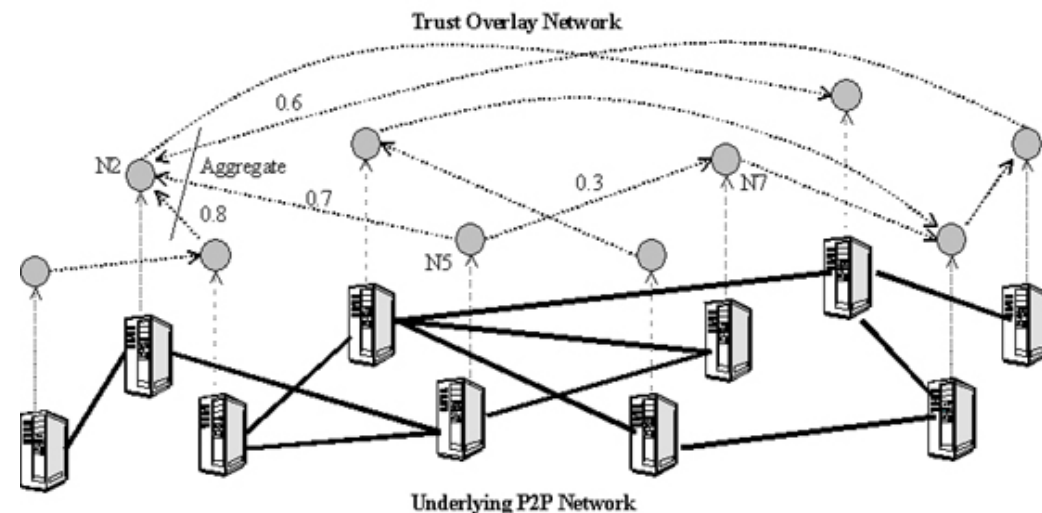 Trust Overlay Network
0.6
N2
Aggregate
0.3
N7
0.7
0.8
N5
Underlying P2P Network